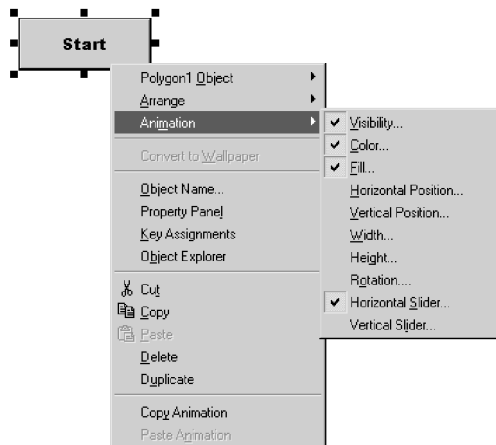 Start
Polygon1 Object
Arrange
Animation
Convert to Wallpaper
Object Name...
Property Panel
Key Assignments
Object Explorer
Cut
Copy
Paste
Delete
Duplicate
Copy Animation
Paste Animation
Visibility...
Color...
Fill...
Horizontal Position...
Vertical Position...
Width...
Height...
Rotation....
Horizontal Slider...
Vertical Slider...